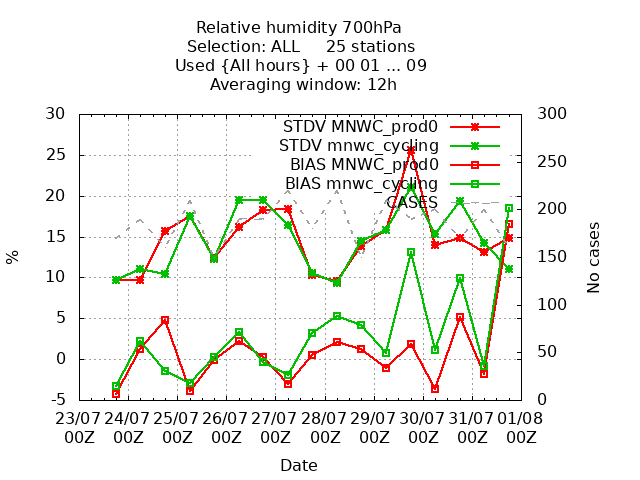 Relative humidity 700hPa
Selection: ALL 25 stations
Used {All hours} + 00 01 ... 09
Averaging window: 12h
STDV MNWC_prod0
STDV mnwc_cycling
BIAS MNWC_prod0
BIAS mnwc_cycling
CASES
30
25
20
15
10
5
0
-5
%
300
250
200
150
100
50
0
No cases
23/07 24/07 25/07 26/07 27/07 28/07 29/07 30/07 31/07 01/08
00Z 00Z 00Z 00Z 00Z 00Z 00Z 00Z 00Z 00Z
Date